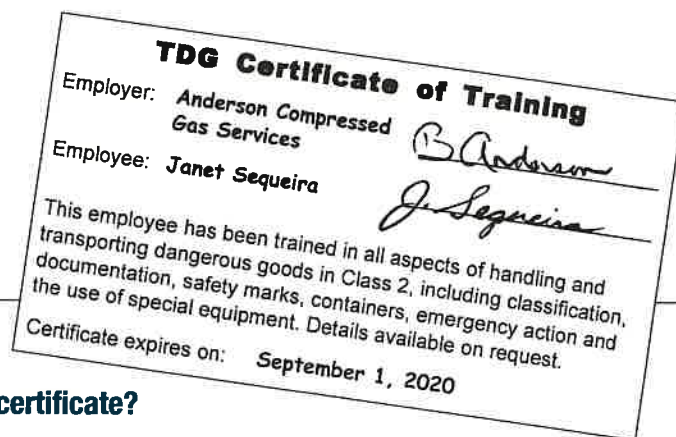 TDG Certificate of Training
Employer: Anderson Compressed
Gas Services
B Anderson
Employee: Janet Sequeira
J. Sequeira
This employee has been trained in all aspects of handling and
transporting dangerous goods in Class 2, including classification,
documentation, safety marks, containers, emergency action and
the use of special equipment. Details available on request.
Certificate expires on: September 1, 2020
certificate?